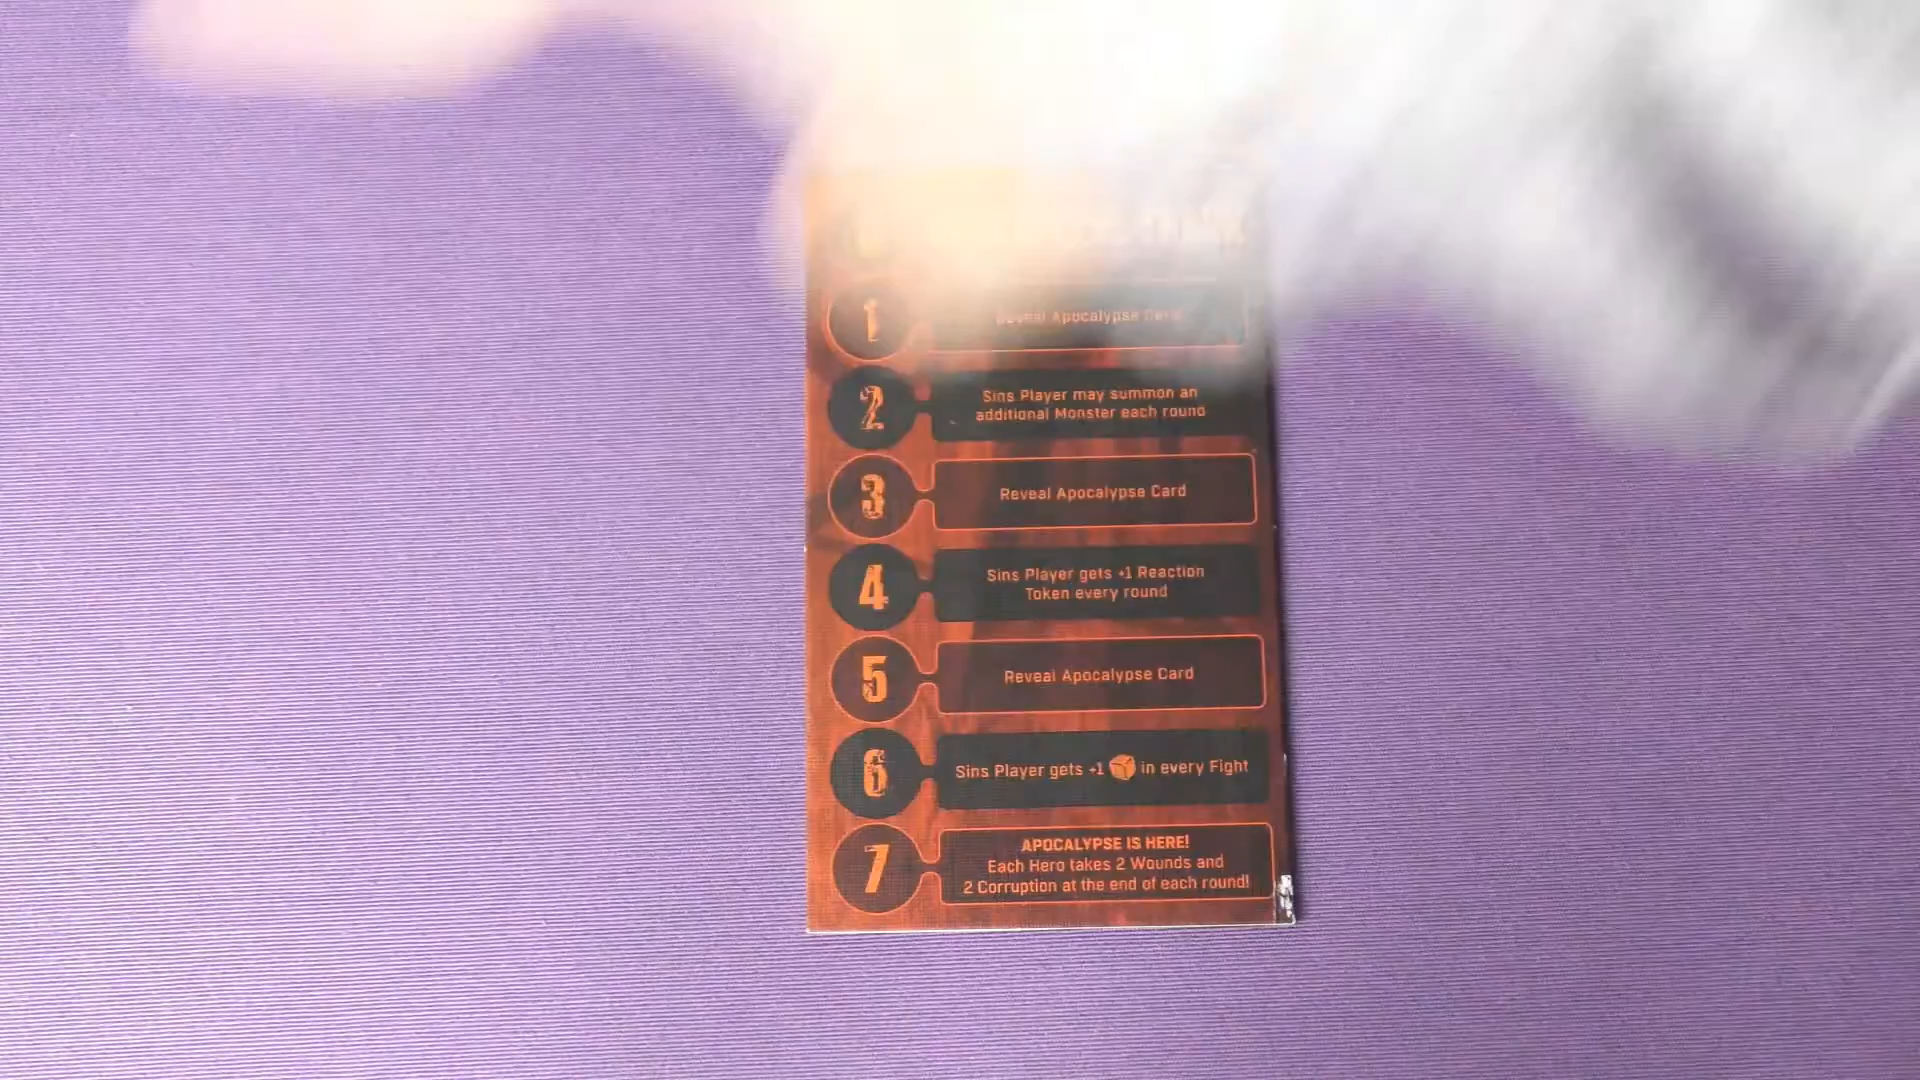 1
Reveal Apocalypse Card
2
Sins Player may summon an
additional Monster each round
3
Reveal Apocalypse Card
4
Sins Player gets +1 Reaction
Token every round
5
Reveal Apocalypse Card
6
Sins Player gets +1 in every Fight
7
APOCALYPSE IS HERE!
Each Hero takes 2 Wounds and
2 Corruption at the end of each round!